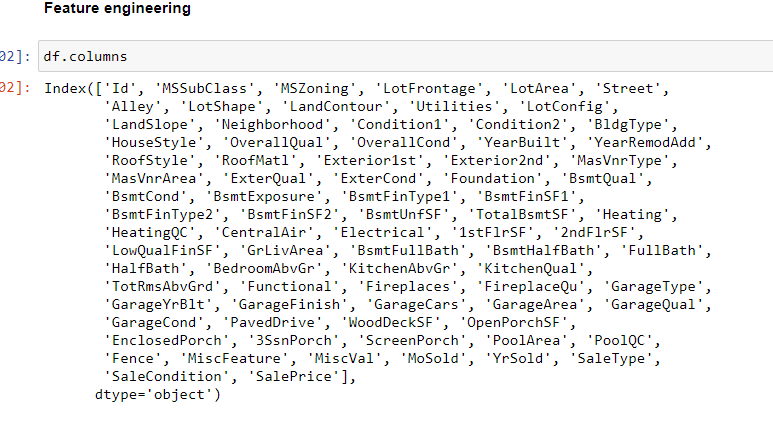 Feature engineering
02]: df.columns
02]: Index(['Id', 'MSSubClass', 'MSZoning', 'LotFrontage', 'LotArea', 'Street',
'Alley', 'LotShape', 'LandContour', 'Utilities', 'LotConfig',
'LandSlope', 'Neighborhood', 'Condition1', 'Condition2', 'BldgType',
'HouseStyle', 'OverallQual', 'OverallCond', 'YearBuilt', 'YearRemodAdd',
'RoofStyle', 'RoofMatl', 'Exterior1st', 'Exterior2nd', 'MasVnrType',
'MasVnrArea', 'ExterQual', 'ExterCond', 'Foundation', 'BsmtQual',
'BsmtCond', 'BsmtExposure', 'BsmtFinType1', 'BsmtFinSF1',
'BsmtFinType2', 'BsmtFinSF2', 'BsmtUnfSF', 'TotalBsmtSF', 'Heating',
'HeatingQC', 'CentralAir', 'Electrical', '1stFlrSF', '2ndFlrSF',
'LowQualFinSF', 'GrLivArea', 'BsmtFullBath', 'BsmtHalfBath', 'FullBath',
'HalfBath', 'BedroomAbvGr', 'KitchenAbvGr', 'KitchenQual',
'TotRmsAbvGrd', 'Functional', 'Fireplaces', 'FireplaceQu', 'GarageType',
'GarageYrBlt', 'GarageFinish', 'GarageCars', 'GarageArea', 'GarageQual',
'GarageCond', 'PavedDrive', 'WoodDeckSF', 'OpenPorchSF',
'EnclosedPorch', '3SsnPorch', 'ScreenPorch', 'PoolArea', 'PoolQC',
'Fence', 'MiscFeature', 'MiscVal', 'MoSold', 'YrSold', 'SaleType',
'SaleCondition', 'SalePrice'],
dtype='object')